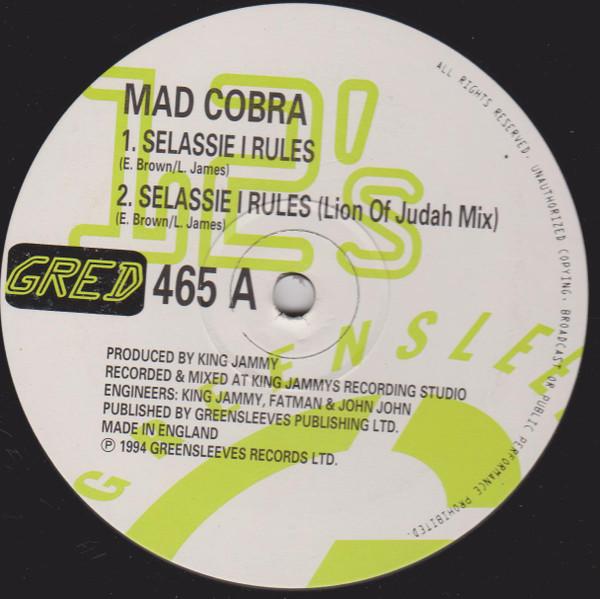 12's
MAD COBRA
1. SELASSIE I RULES
(E. Brown/L. James)
2. SELASSIE I RULES (Lion Of Judah Mix)
(E. Brown/L. James)
GRED 465 A
PRODUCED BY KING JAMMY
RECORDED & MIXED AT KING JAMMYS RECORDING STUDIO
ENGINEERS: KING JAMMY, FATMAN & JOHN JOHN
PUBLISHED BY GREENSLEEVES PUBLISHING LTD.
MADE IN ENGLAND
℗ 1994 GREENSLEEVES RECORDS LTD.
ALL RIGHTS RESERVED. UNAUTHORIZED COPYING, BROADCAST OR PUBLIC PERFORMANCE PROHIBITED.